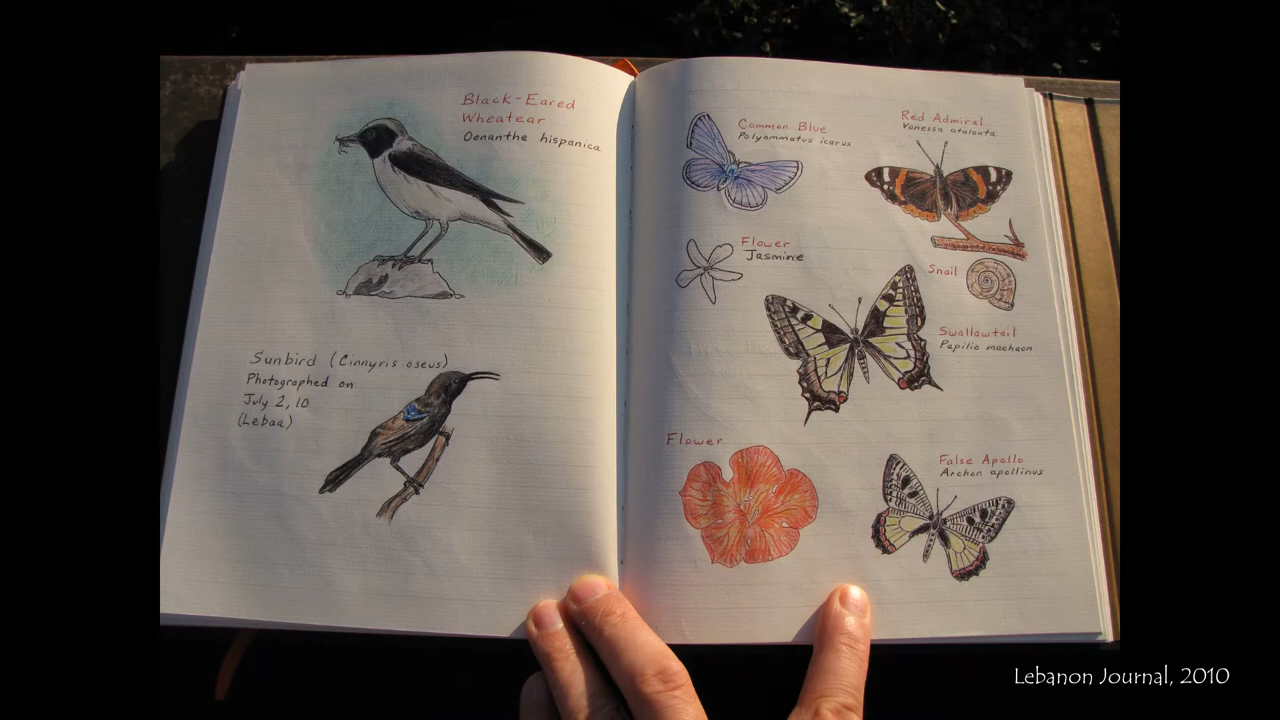 Black-Eared
Wheatear
Oenanthe hispanica
Sunbird (Cinnyris oseus)
Photographed on
July 2, 10
(Lebaa)
Common Blue
Polyommatus icarus
Red Admiral
Vanessa atalanta
Flower
Jasmine
Snail
Swallowtail
Papilio machaon
Flower
False Apollo
Archon apollinus
Lebanon Journal, 2010